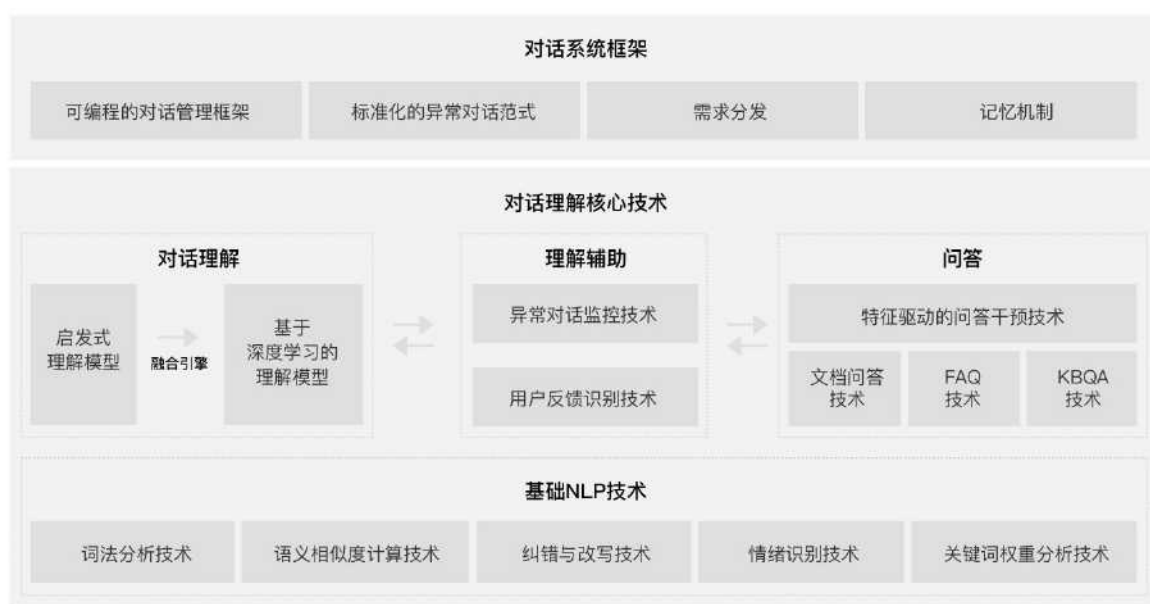 对话系统框架
可编程的对话管理框架
标准化的异常对话范式
需求分发
记忆机制
对话理解核心技术
对话理解
启发式
理解模型
融合引擎
基于
深度学习的
理解模型
理解辅助
异常对话监控技术
用户反馈识别技术
问答
特征驱动的问答干预技术
文档问答
技术
FAQ
技术
KBQA
技术
基础NLP技术
词法分析技术
语义相似度计算技术
纠错与改写技术
情绪识别技术
关键词权重分析技术